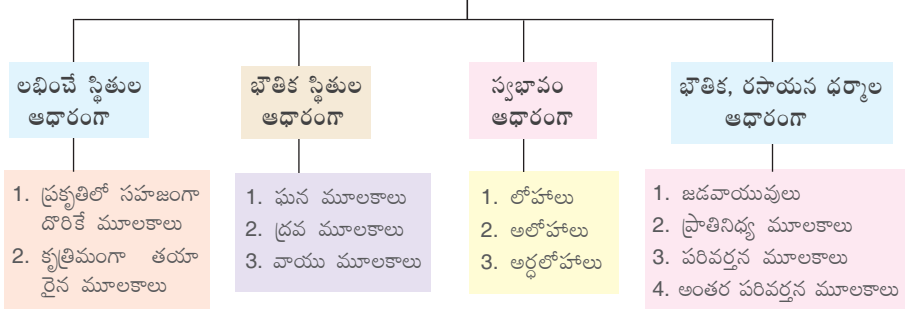 లభించే స్థితుల
ఆధారంగా
భౌతిక స్థితుల
ఆధారంగా
స్వభావం
ఆధారంగా
భౌతిక, రసాయన ధర్మాల
ఆధారంగా
1. ప్రకృతిలో సహజంగా
దొరికే మూలకాలు
2. కృత్రిమంగా తయా
రైన మూలకాలు
1. ఘన మూలకాలు
2. ద్రవ మూలకాలు
3. వాయు మూలకాలు
1. లోహాలు
2. అలోహాలు
3. అర్ధలోహాలు
1. జడవాయువులు
2. ప్రాతినిధ్య మూలకాలు
3. పరివర్తన మూలకాలు
4. అంతర పరివర్తన మూలకాలు